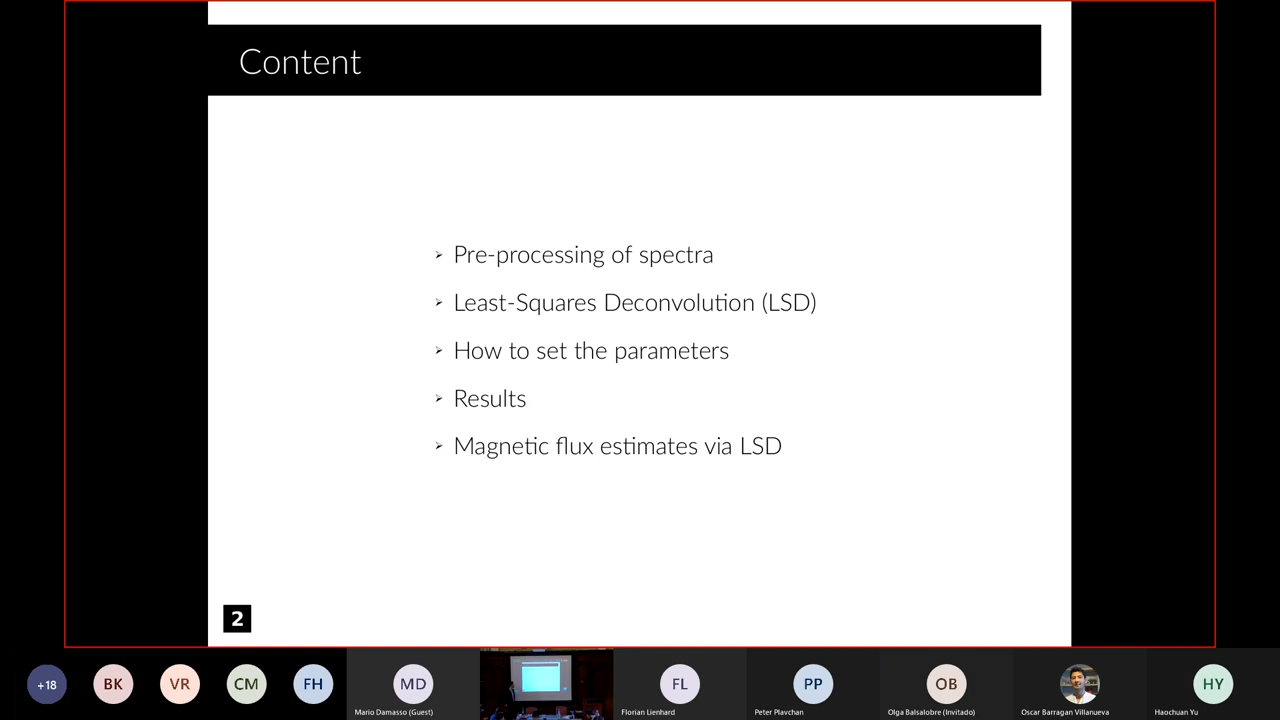 Content
Pre-processing of spectra
Least-Squares Deconvolution (LSD)
How to set the parameters
Results
Magnetic flux estimates via LSD
2
+18
BK
VR
CM
FH
MD
FL
PP
OB
HY
Mario Damasso (Guest)
Florian Lienhard
Peter Plavchan
Olga Balsalobre (Invitado)
Oscar Barragan Villanueva
Haochuan Yu